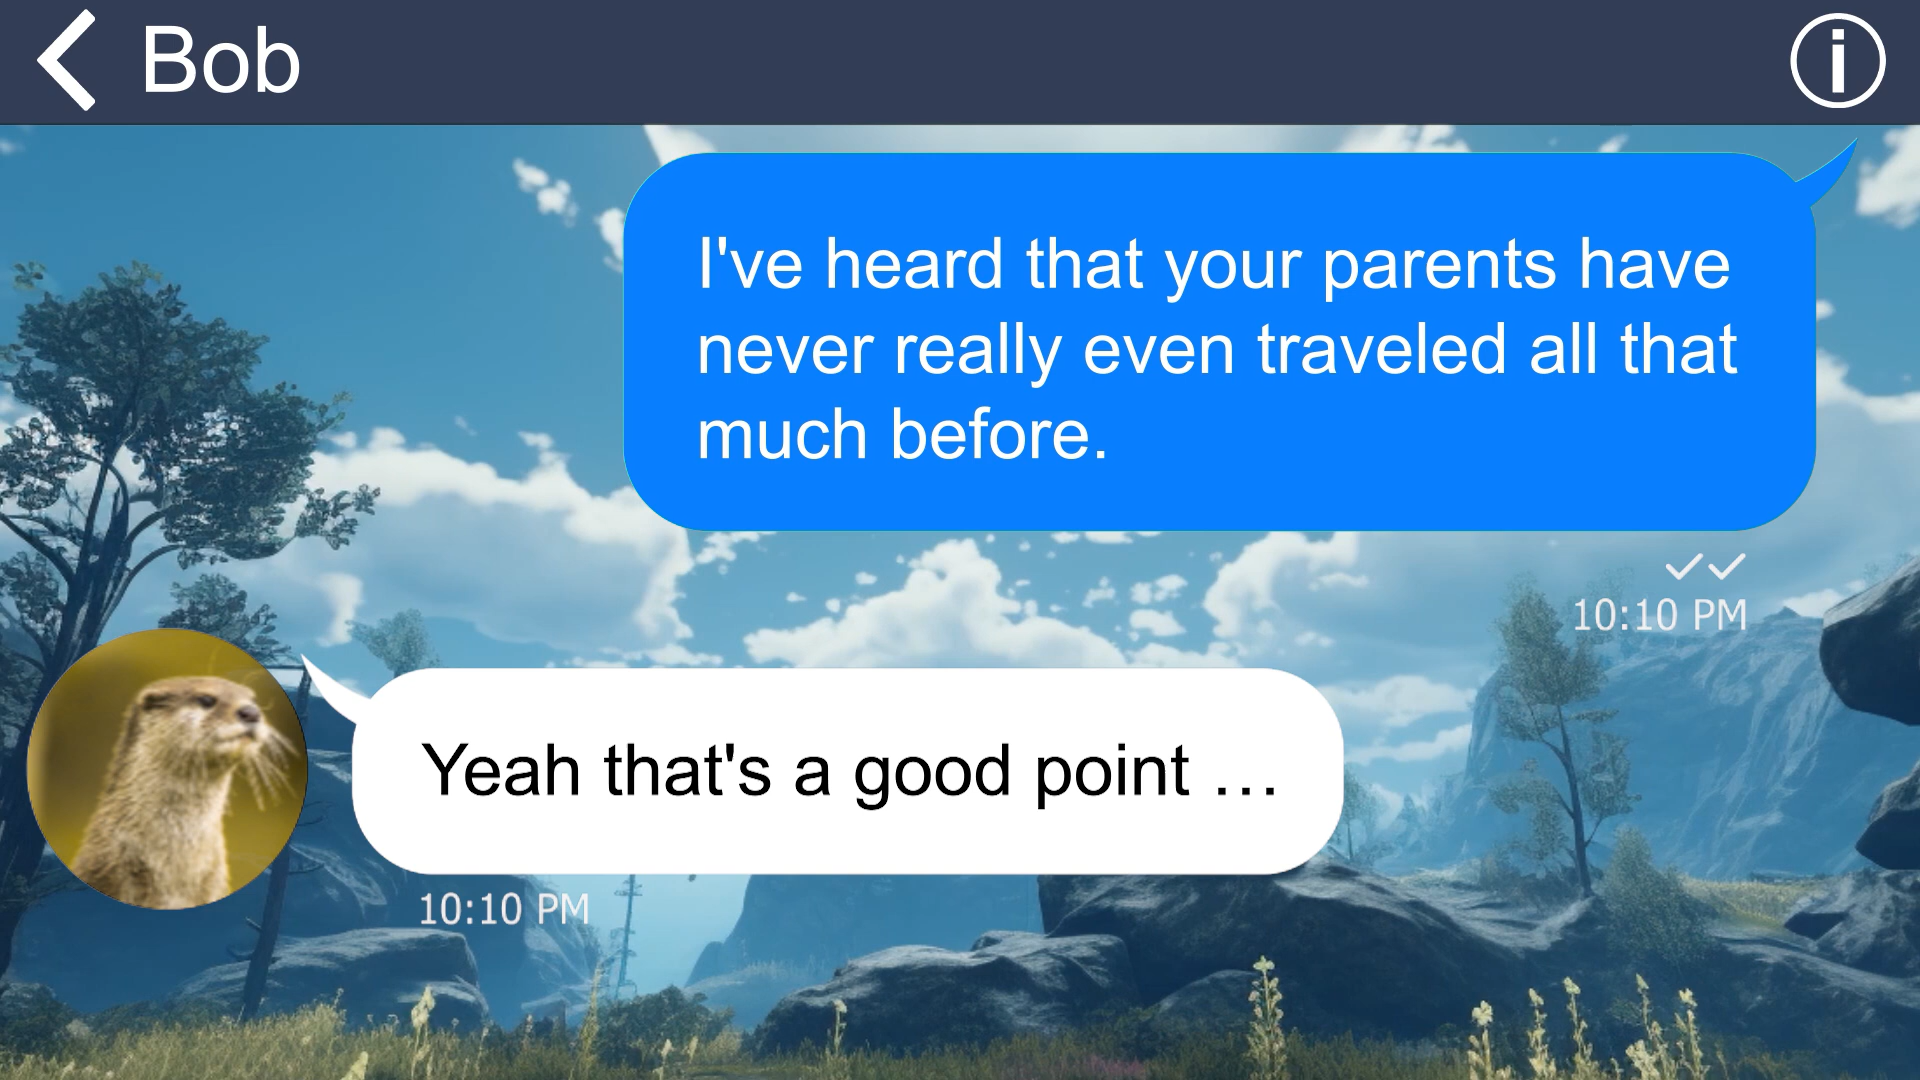 Bob
I've heard that your parents have
never really even traveled all that
much before.
10:10 PM
Yeah that's a good point …
10:10 PM